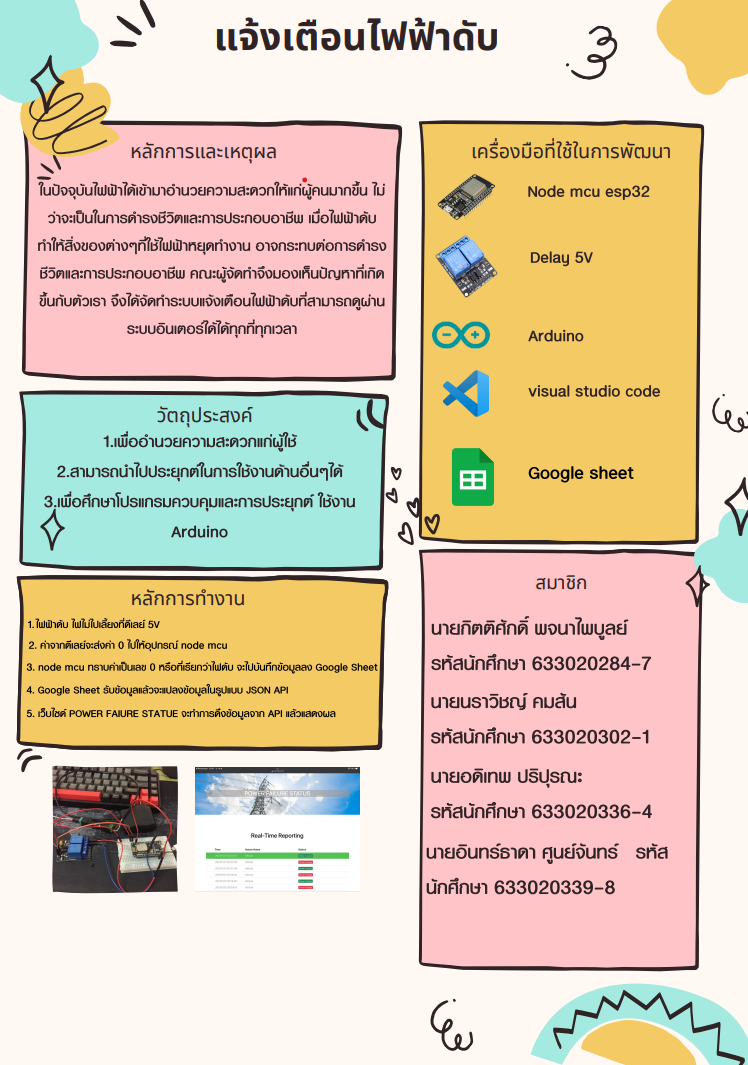 แจ้งเตือนไฟฟ้าดับ
หลักการและเหตุผล
ในปัจจุบันไฟฟ้าได้เข้ามาอำนวยความสะดวกให้แก่ผู้คนมากขึ้น ไม่
ว่าจะเป็นในการดำรงชีวิตและการประกอบอาชีพ เมื่อไฟฟ้าดับ
ทำให้สิ่งของต่างๆที่ใช้ไฟฟ้าหยุดทำงาน อาจกระทบต่อการดำรง
ชีวิตและการประกอบอาชีพ คณะผู้จัดทำจึงมองเห็นปัญหาที่เกิด
ขึ้นกับตัวเรา จึงได้จัดทำระบบแจ้งเตือนไฟฟ้าดับที่สามารถดูผ่าน
ระบบอินเตอร์ได้ได้ทุกที่ทุกเวลา
วัตถุประสงค์
1.เพื่ออำนวยความสะดวกแก่ผู้ใช้
2.สามารถนำไปประยุกต์ในการใช้งานด้านอื่นๆได้
3.เพื่อศึกษาโปรแกรมควบคุมและการประยุกต์ ใช้งาน
Arduino
หลักการทำงาน
1.ไฟฟ้าดับ ไฟไม่ไปเลี้ยงที่ดีเลย์ 5V
2. ค่าจากดีเลย์จะส่งค่า 0 ไปให้อุปกรณ์ node mcu
3. node mcu ทราบค่าเป็นเลข 0 หรือที่เรียกว่าไฟดับ จะไปบันทึกข้อมูลลง Google Sheet
4. Google Sheet รับข้อมูลแล้วจะแปลงข้อมูลในรูปแบบ JSON API
5. เว็บไซต์ POWER FAIURE STATUE จะทำการดึงข้อมูลจาก API แล้วแสดงผล
POWER FAILURE STATUS
Real-Time Reporting
เครื่องมือที่ใช้ในการพัฒนา
Node mcu esp32
Delay 5V
Arduino
visual studio code
Google sheet
สมาชิก
นายกิตติศักดิ์ พจนาไพบูลย์
รหัสนักศึกษา 633020284-7
นายนราวิชญ์ คมสัน
รหัสนักศึกษา 633020302-1
นายอดิเทพ ปริปุรณะ
รหัสนักศึกษา 633020336-4
นายอินทร์ธาดา ศูนย์จันทร์ รหัส
นักศึกษา 633020339-8